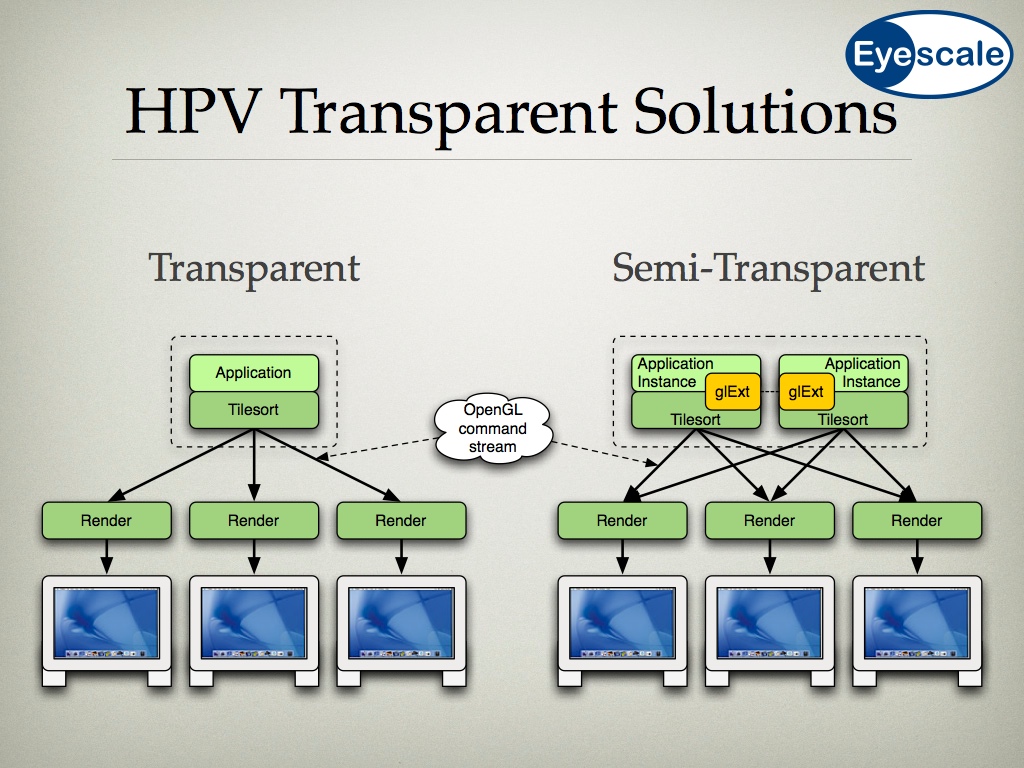 Eyescale
HPV Transparent Solutions
Transparent
Semi-Transparent
Application
Tilesort
OpenGL
command
stream
Application
Instance
glExt
Tilesort
Application
Instance
glExt
Tilesort
Render
Render
Render
Render
Render
Render